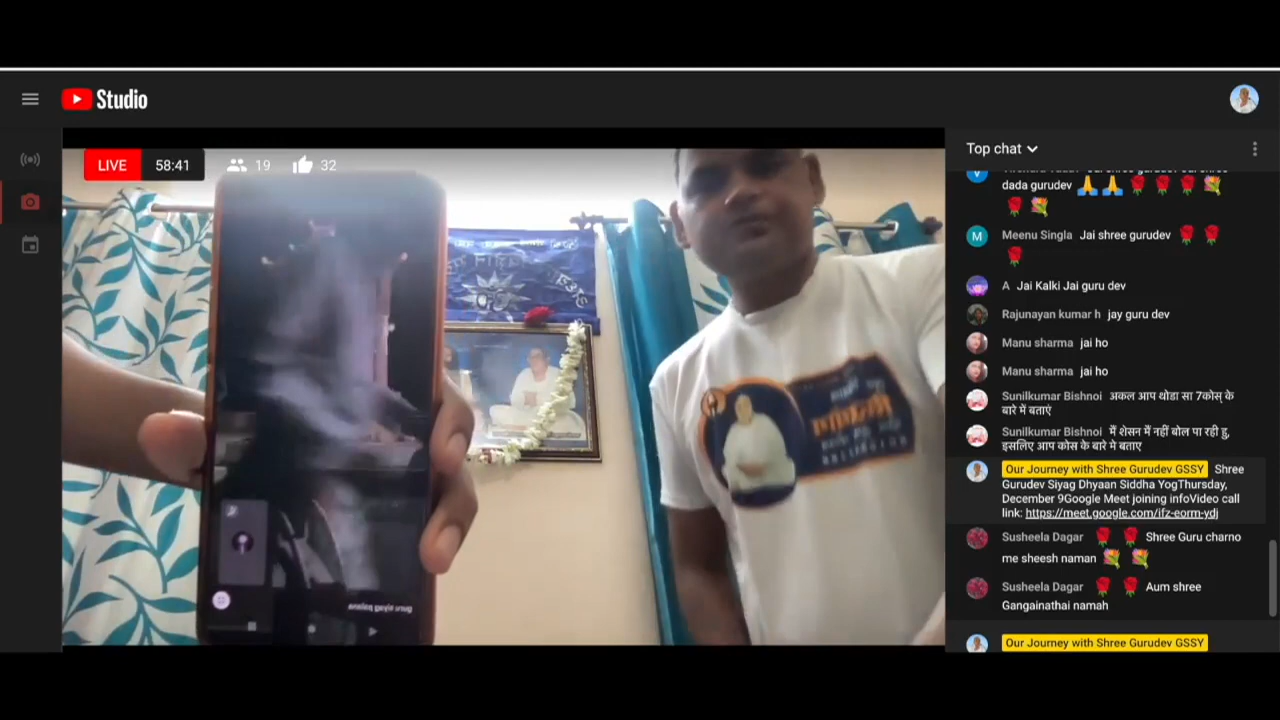 Studio
LIVE 58:41 19 32
Top chat
dada gurudev
Meenu Singla Jai shree gurudev
A Jai Kalki Jai guru dev
Rajunayan kumar h jay guru dev
Manu sharma jai ho
Manu sharma jai ho
Sunilkumar Bishnoi अकल आप थोडा सा 7कोस् के
बारे में बताएं
Sunilkumar Bishnoi मैं शेसन में नहीं बोल पा रही हु,
इसलिए आप कोस के बारे मे बताए
Our Journey with Shree Gurudev GSSY Shree
Gurudev Siyag Dhyaan Siddha YogThursday,
December 9Google Meet joining infoVideo call
link: https://meet.google.com/ifz-eorm-ydj
Susheela Dagar Shree Guru charno
me sheesh naman
Susheela Dagar Aum shree
Gangainathai namah
Our Journey with Shree Gurudev GSSY